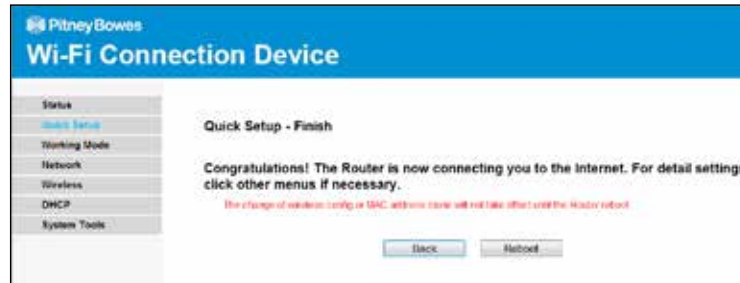 Pitney Bowes
Wi-Fi Connection Device
Status
Quick Setup
Working Mode
Network
Wireless
DHCP
System Tools
Quick Setup - Finish
Congratulations! The Router is now connecting you to the Internet. For detail settings
click other menus if necessary.
The change of wireless config or MAC address clone will not take effect until the Router reboot
Back
Reboot